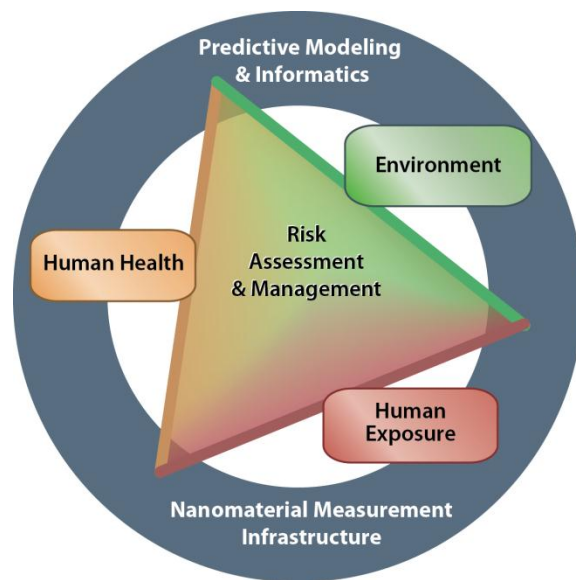 Predictive Modeling
& Informatics
Environment
Risk
Assessment
& Management
Human Health
Human
Exposure
Nanomaterial Measurement
Infrastructure